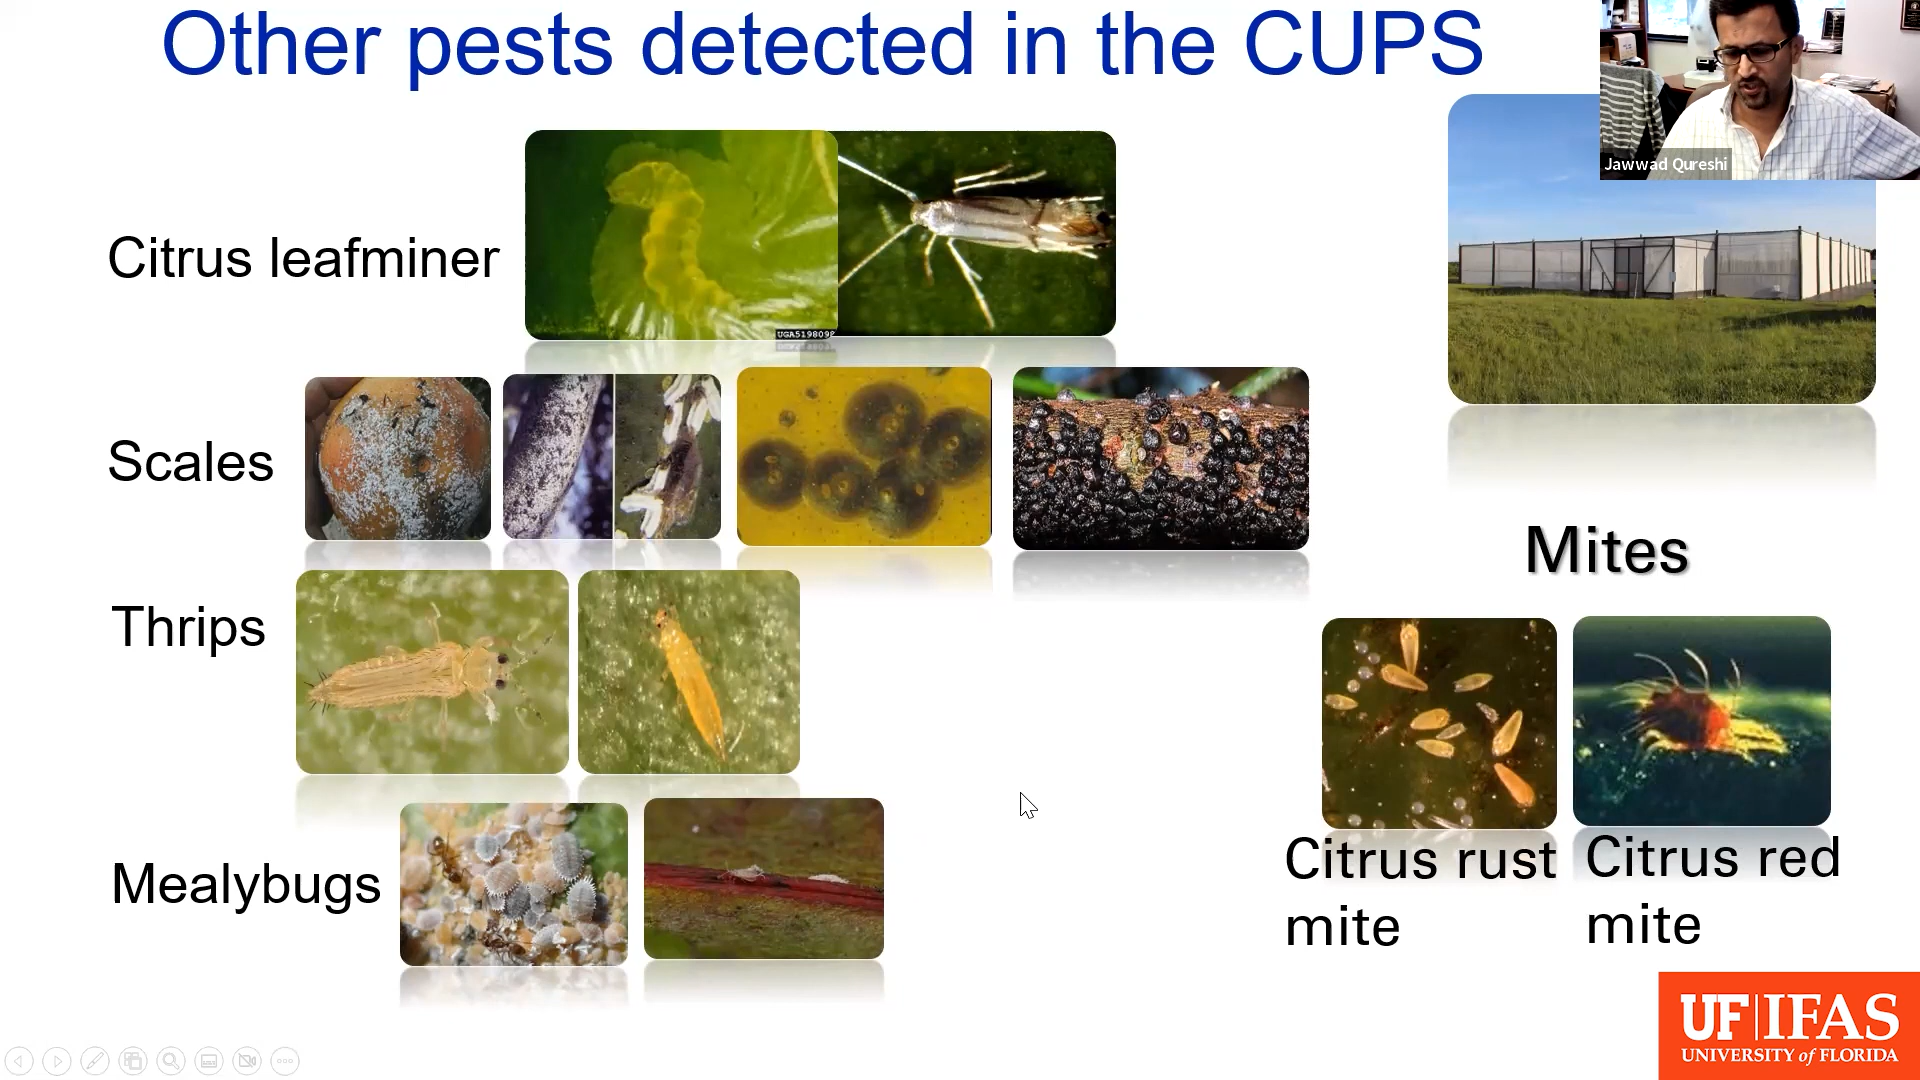 Other pests detected in the CUPS
Jawwad Qureshi
Citrus leafminer
UGA5198098
Scales
Thrips
Mealybugs
Mites
Citrus rust
mite
Citrus red
mite
UF|IFAS
UNIVERSITY of FLORIDA